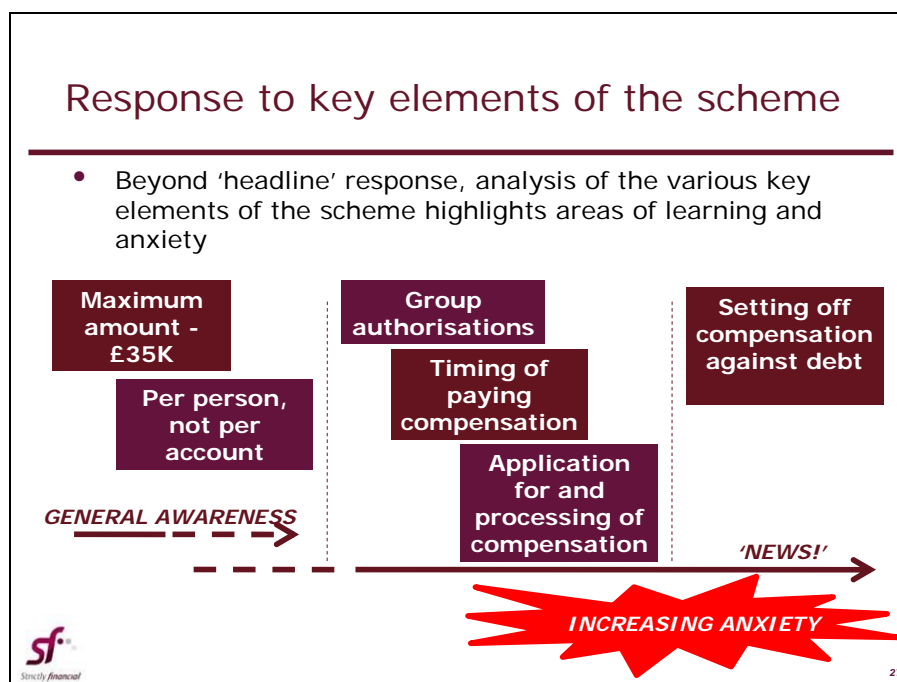 Response to key elements of the scheme
• Beyond ‘headline’ response, analysis of the various key
elements of the scheme highlights areas of learning and
anxiety
Maximum
amount -
£35K
Per person,
not per
account
GENERAL AWARENESS
Group
authorisations
Timing of
paying
compensation
Application
for and
processing of
compensation
Setting off
compensation
against debt
‘NEWS!’
INCREASING ANXIETY
sf
Strictly financial